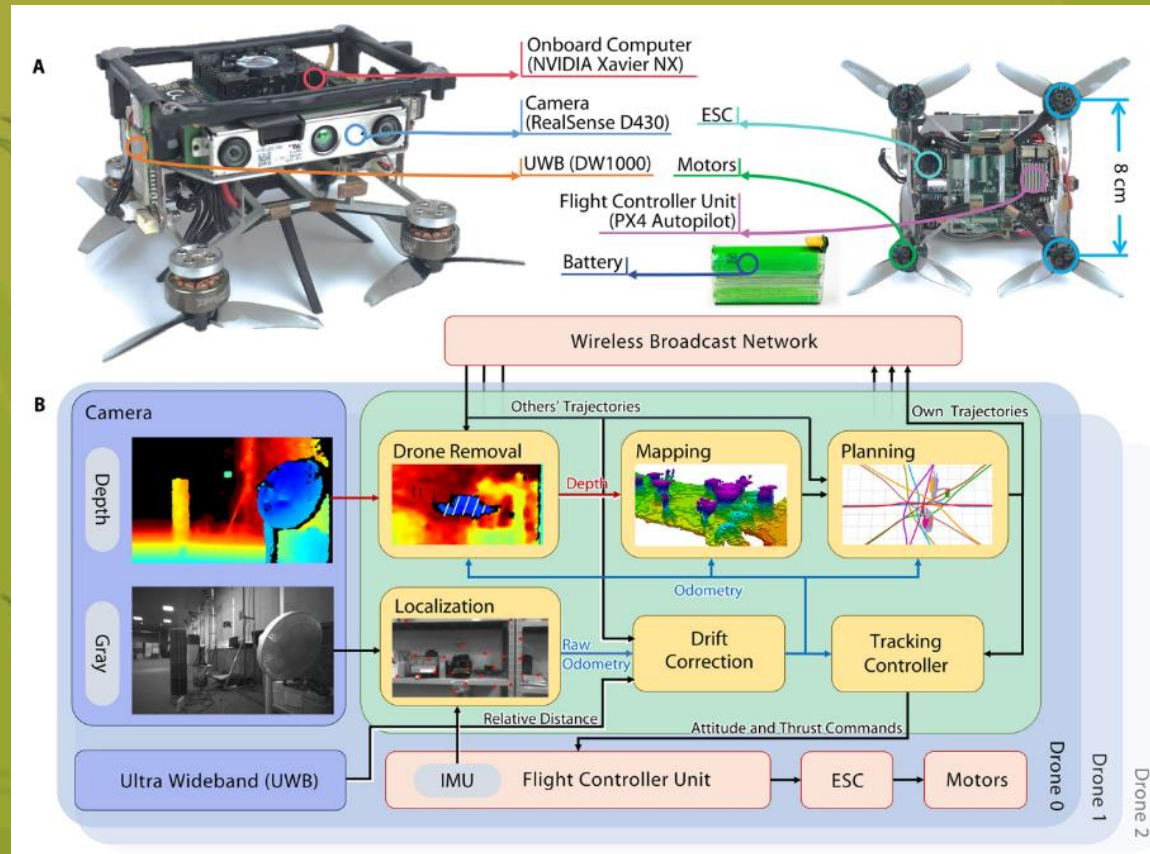 A
Onboard Computer
(NVIDIA Xavier NX)
Camera
(RealSense D430)
UWB (DW1000)
ESC
Motors
Flight Controller Unit
(PX4 Autopilot)
Battery
8 cm
Wireless Broadcast Network
B
Camera
Depth
Gray
Others' Trajectories
Own Trajectories
Drone Removal
Depth
Mapping
Planning
Odometry
Localization
Raw
Odometry
Drift
Correction
Tracking
Controller
Relative Distance
Attitude and Thrust Commands
Ultra Wideband (UWB)
IMU
Flight Controller Unit
ESC
Motors
Drone 0
Drone 1
Drone 2